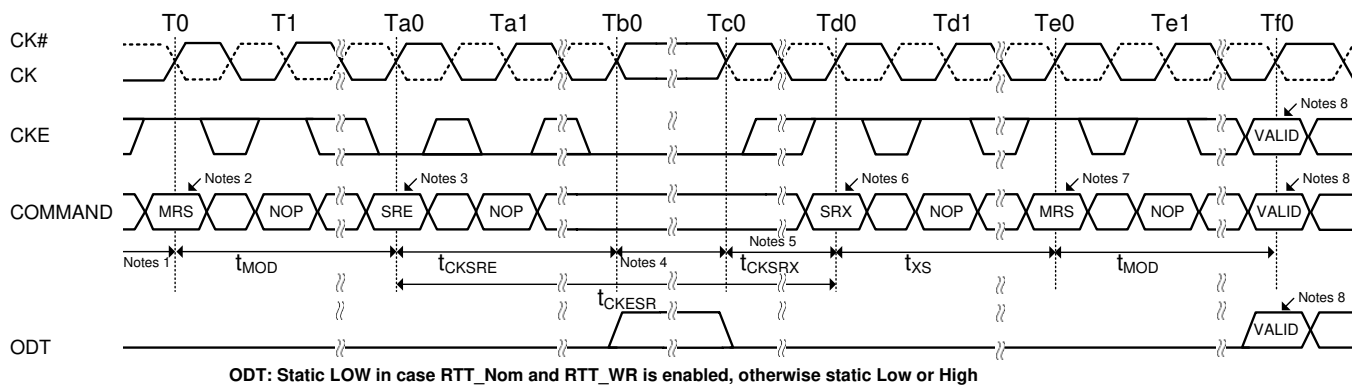 T0 T1 Ta0 Ta1 Tb0 Tc0 Td0 Td1 Te0 Te1 Tf0
CK#
CK
Notes 8
CKE
VALID
Notes 2 Notes 3 Notes 6 Notes 7 Notes 8
COMMAND MRS NOP SRE NOP SRX NOP MRS NOP VALID
Notes 1 tMOD tCKSRE Notes 4 Notes 5 tCKSRX tXS tMOD
tCKESR
Notes 8
VALID
ODT
ODT: Static LOW in case RTT_Nom and RTT_WR is enabled, otherwise static Low or High